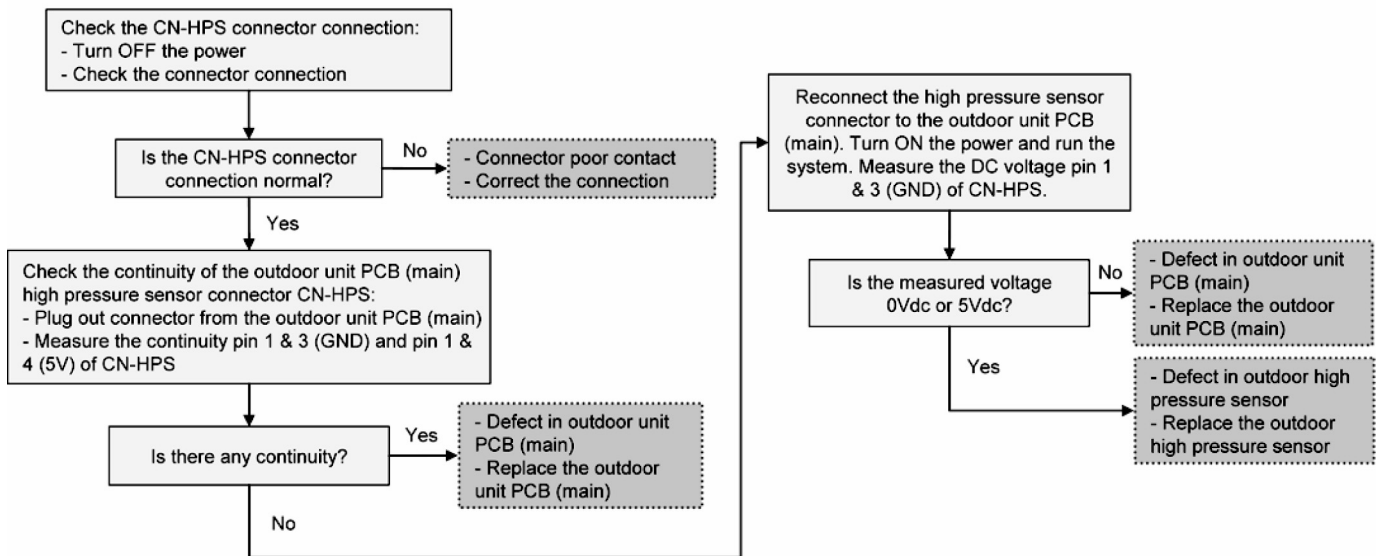 Check the CN-HPS connector connection:
- Turn OFF the power
- Check the connector connection
Is the CN-HPS connector
connection normal?
No
- Connector poor contact
- Correct the connection
Yes
Check the continuity of the outdoor unit PCB (main)
high pressure sensor connector CN-HPS:
- Plug out connector from the outdoor unit PCB (main)
- Measure the continuity pin 1 & 3 (GND) and pin 1 &
4 (5V) of CN-HPS
Is there any continuity?
Yes
- Defect in outdoor unit
PCB (main)
- Replace the outdoor
unit PCB (main)
No
Reconnect the high pressure sensor
connector to the outdoor unit PCB
(main). Turn ON the power and run the
system. Measure the DC voltage pin 1
& 3 (GND) of CN-HPS.
Is the measured voltage
0Vdc or 5Vdc?
No
- Defect in outdoor unit
PCB (main)
- Replace the outdoor
unit PCB (main)
Yes
- Defect in outdoor high
pressure sensor
- Replace the outdoor
high pressure sensor